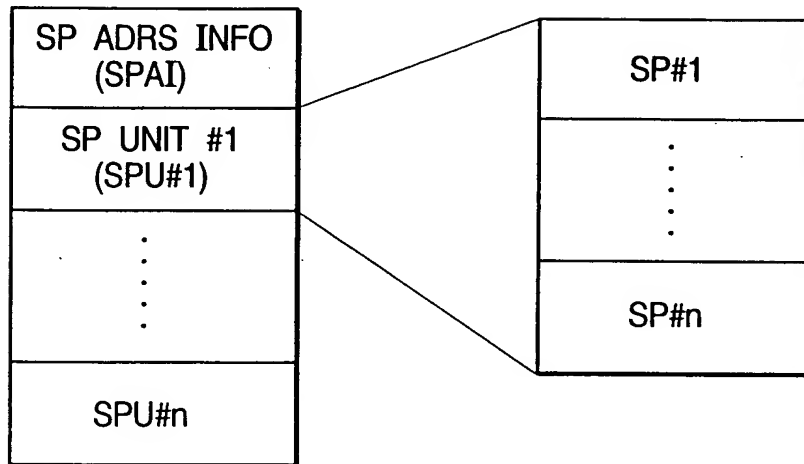 SP ADRS INFO
(SPAI)
SP UNIT #1
(SPU#1)
SPU#n
SP#1
SP#n